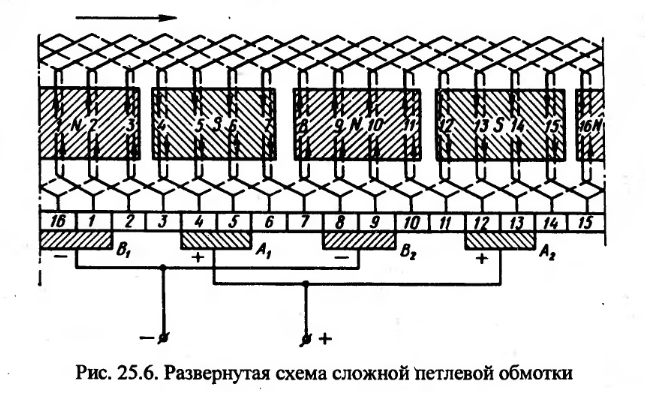 1 N 2 3 4 5 S 6 7 8 9 N 10 11 12 13 S 14 15 16 N
16 1 2 3 4 5 6 7 8 9 10 11 12 13 14 15
− B₁ + A₁ − B₂ + A₂
− +
Рис. 25.6. Развернутая схема сложной петлевой обмотки